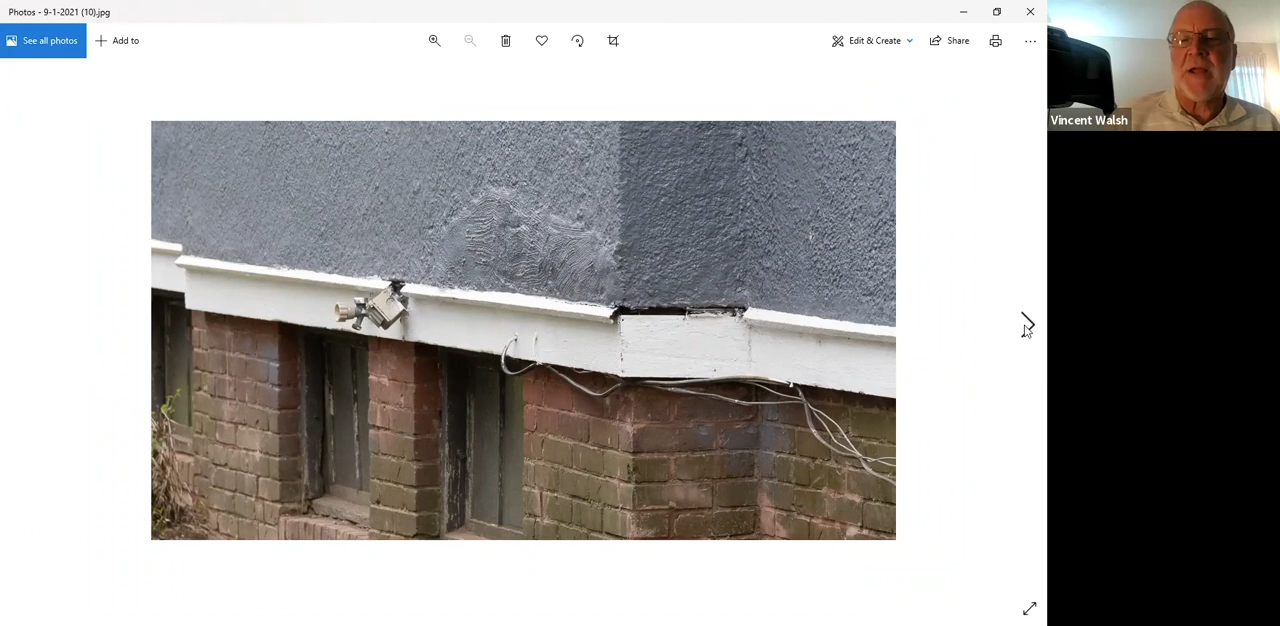 Photos - 9-1-2021 (10).jpg
See all photos
Add to
Edit & Create
Share
Vincent Walsh